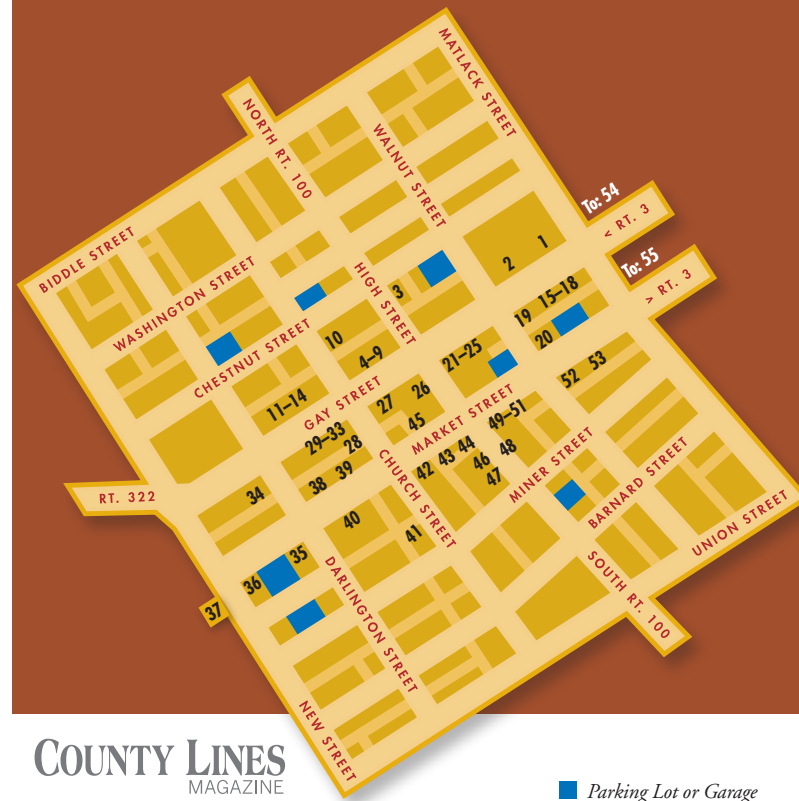 MATLACK STREET
NORTH RT. 100
WALNUT STREET
To: 54
< RT. 3
BIDDLE STREET
1
2
To: 55
> RT. 3
WASHINGTON STREET
HIGH STREET
3
15–18
19
20
CHESTNUT STREET
10
4–9
21–25
52 53
GAY STREET
11–14
27 26
MARKET STREET
45
49–51
29–33
28
42 43 44
46 48
47
CHURCH STREET
MINER STREET
38 39
34
RT. 322
BARNARD STREET
40
41
UNION STREET
35
36
37
DARLINGTON STREET
SOUTH RT. 100
NEW STREET
COUNTY LINES
MAGAZINE
Parking Lot or Garage